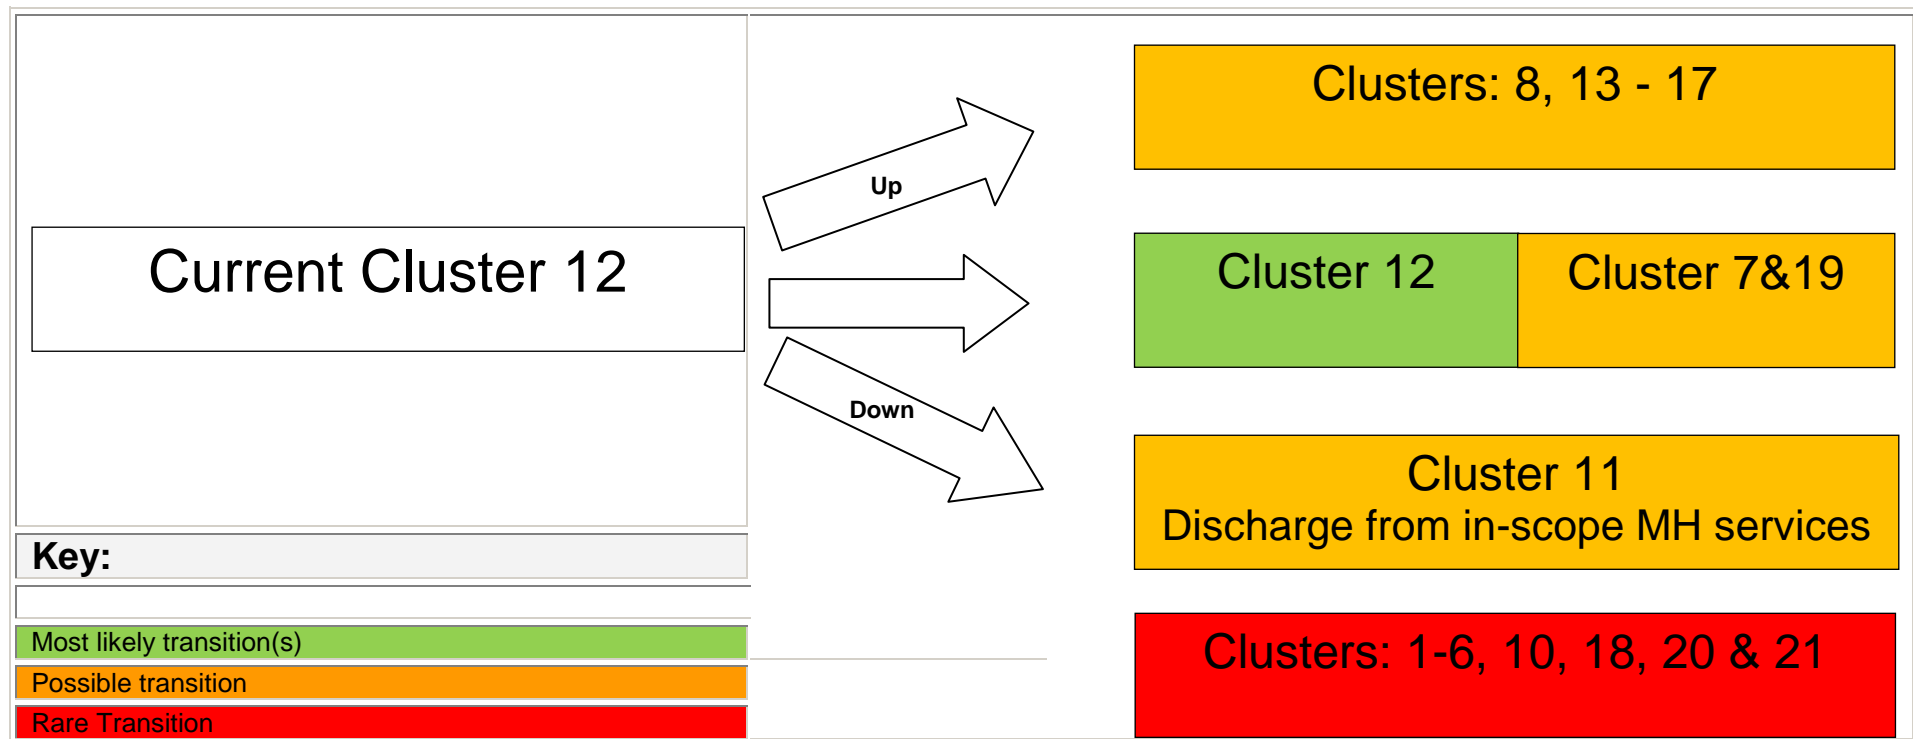 Clusters: 8, 13 - 17
Up
Current Cluster 12
Cluster 12
Cluster 7&19
Down
Cluster 11
Discharge from in-scope MH services
Key:
Most likely transition(s)
Possible transition
Rare Transition
Clusters: 1-6, 10, 18, 20 & 21